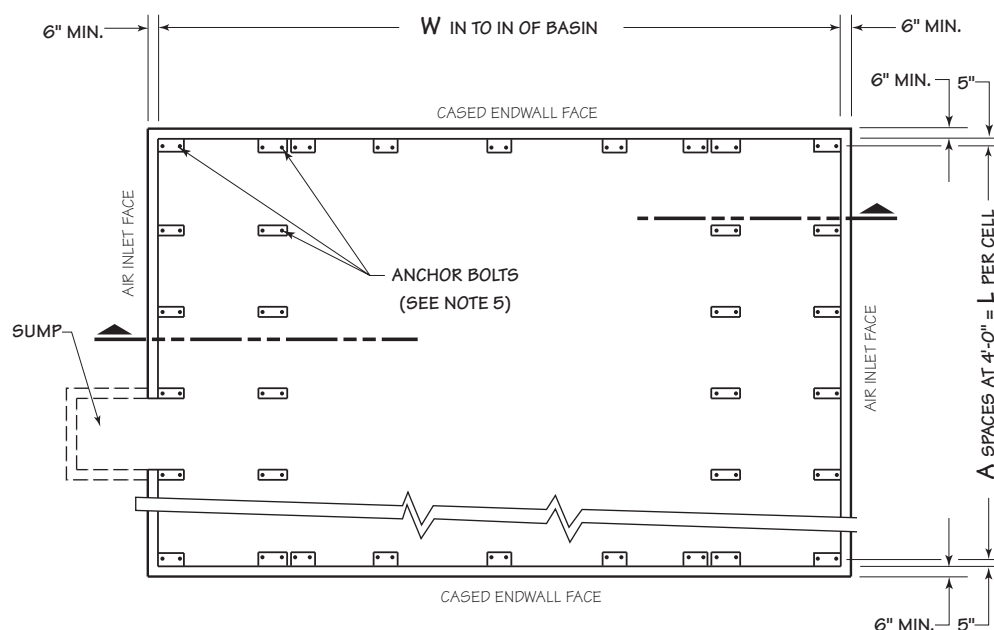 6" MIN.
W IN TO IN OF BASIN
6" MIN.
6" MIN.
5"
CASED ENDWALL FACE
AIR INLET FACE
ANCHOR BOLTS
(SEE NOTE 5)
SUMP
AIR INLET FACE
A SPACES AT 4'-0" = L PER CELL
CASED ENDWALL FACE
6" MIN.
5"